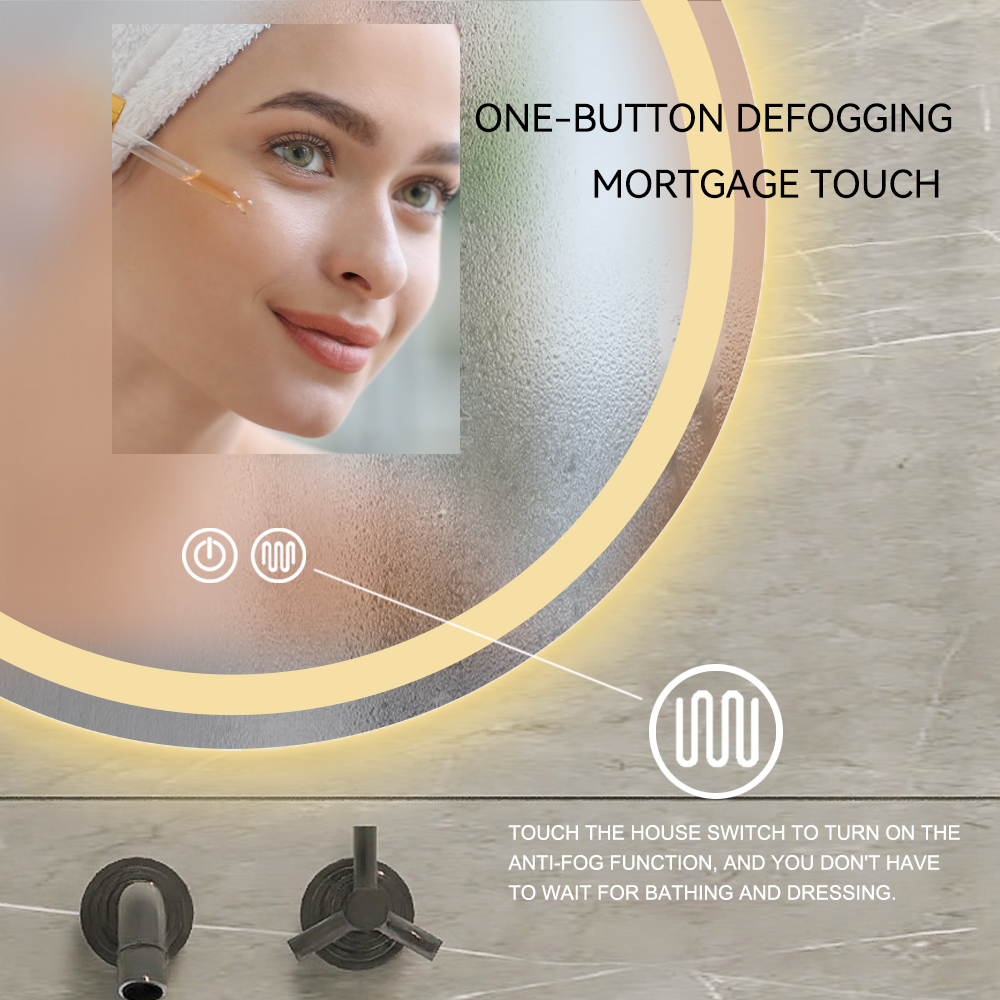 ONE-BUTTON DEFOGGING
MORTGAGE TOUCH
TOUCH THE HOUSE SWITCH TO TURN ON THE
ANTI-FOG FUNCTION, AND YOU DON'T HAVE
TO WAIT FOR BATHING AND DRESSING.